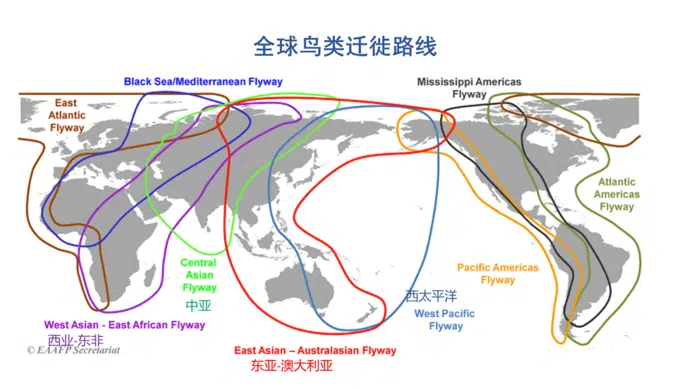 全球鸟类迁徙路线
Black Sea/Mediterranean Flyway
Mississippi Americas
Flyway
East
Atlantic
Flyway
Atlantic
Americas
Flyway
Central
Asian
Flyway
中亚
Pacific Americas
Flyway
西太平洋
West Pacific
Flyway
West Asian - East African Flyway
西亚-东非
© EAAFP Secretariat
East Asian – Australasian Flyway
东亚-澳大利亚